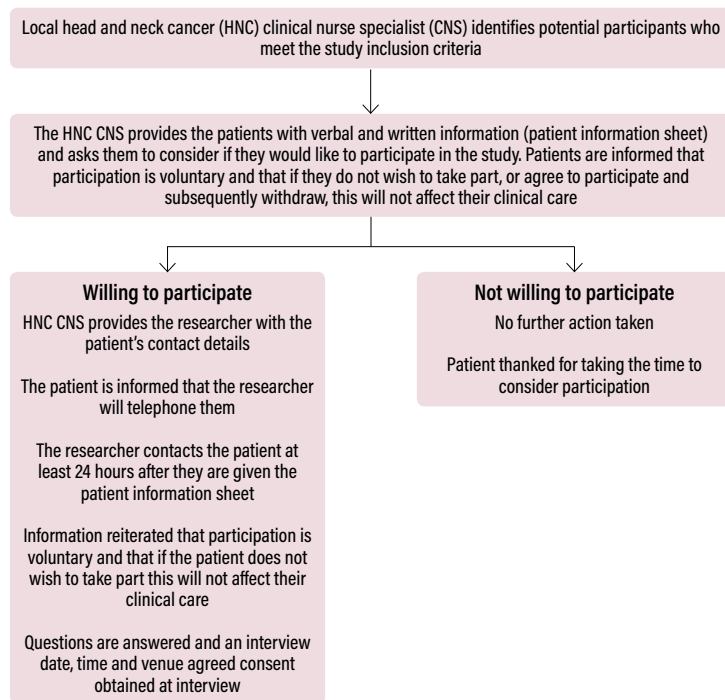 Local head and neck cancer (HNC) clinical nurse specialist (CNS) identifies potential participants who
meet the study inclusion criteria
The HNC CNS provides the patients with verbal and written information (patient information sheet)
and asks them to consider if they would like to participate in the study. Patients are informed that
participation is voluntary and that if they do not wish to take part, or agree to participate and
subsequently withdraw, this will not affect their clinical care
Willing to participate
HNC CNS provides the researcher with the
patient’s contact details
The patient is informed that the researcher
will telephone them
The researcher contacts the patient at
least 24 hours after they are given the
patient information sheet
Information reiterated that participation is
voluntary and that if the patient does not
wish to take part this will not affect their
clinical care
Questions are answered and an interview
date, time and venue agreed consent
obtained at interview
Not willing to participate
No further action taken
Patient thanked for taking the time to
consider participation